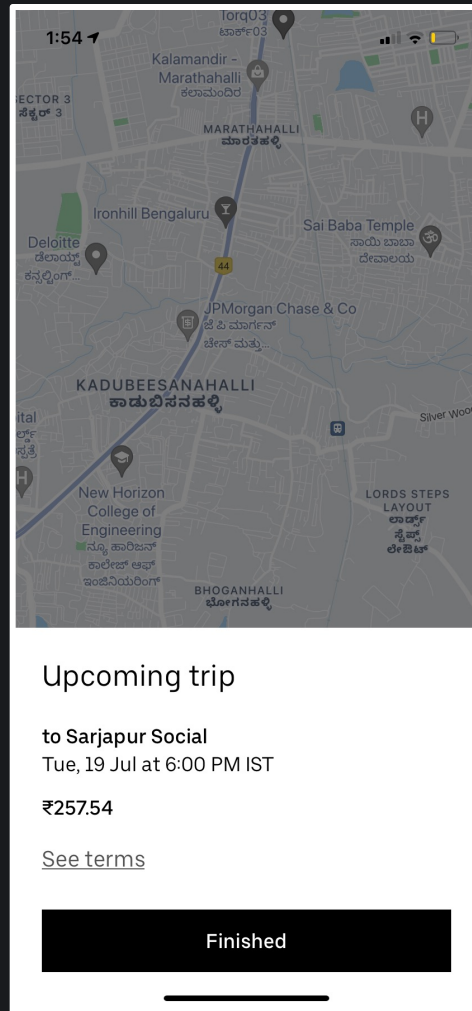 Torq03
ಟಾರ್ಕ್03
1:54
Kalamandir -
Marathahalli
ಕಲಾಮಂದಿರ
ECTOR 3
ಸೆಕ್ಟರ್ 3
H
MARATHAHALLI
ಮಾರತಹಳ್ಳಿ
Ironhill Bengaluru
Sai Baba Temple
ಸಾಯಿ ಬಾಬಾ
ದೇವಾಲಯ
Deloitte
ಡೆಲಾಯ್ಟ್
ಕನ್ಸಲ್ಟಿಂಗ್...
44
JPMorgan Chase & Co
ಜೆ ಪಿ ಮಾರ್ಗನ್
ಚೇಸ್ ಮತ್ತು...
KADUBEESANAHALLI
ಕಾಡುಬಿಸನಹಳ್ಳಿ
ital
Silver Woo
H
New Horizon
College of
Engineering
ನ್ಯೂ ಹಾರಿಜನ್
ಕಾಲೇಜ್ ಆಫ್
ಇಂಜಿನಿಯರಿಂಗ್
LORDS STEPS
LAYOUT
ಲಾರ್ಡ್ಸ್
ಸ್ಟೆಪ್ಸ್
ಲೇಔಟ್
BHOGANHALLI
ಭೋಗನಹಳ್ಳಿ
Upcoming trip
to Sarjapur Social
Tue, 19 Jul at 6:00 PM IST
₹257.54
See terms
Finished